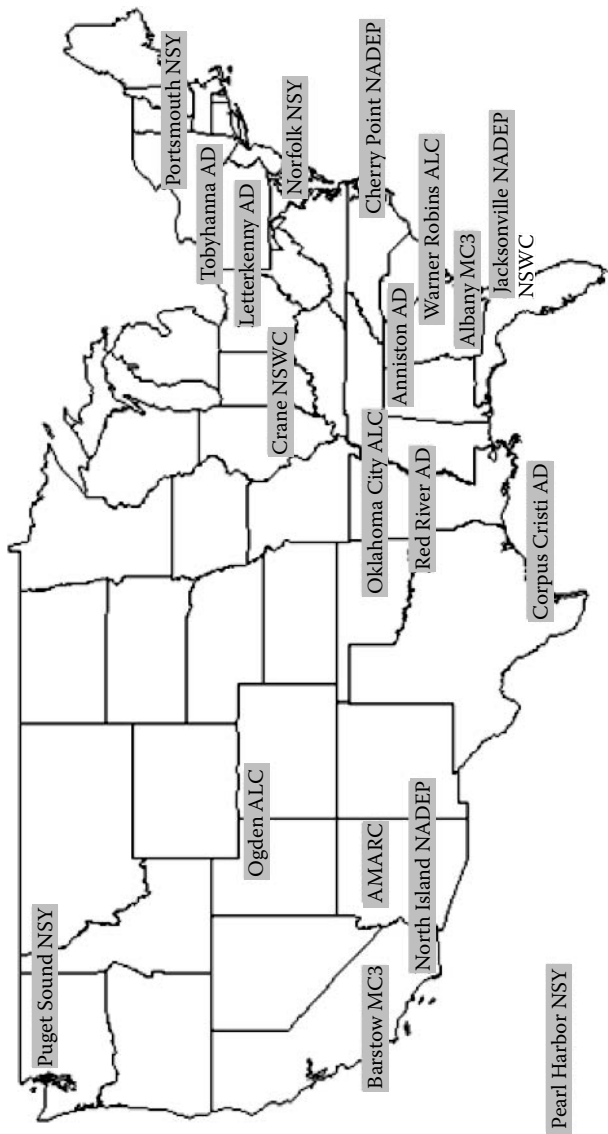 Puget Sound NSY
Portsmouth NSY
Tobyhanna AD
Letterkenny AD
Ogden ALC
Crane NSWC
Norfolk NSY
Barstow MC3
AMARC
Oklahoma City ALC
Anniston AD
Cherry Point NADEP
North Island NADEP
Red River AD
Warner Robins ALC
Albany MC3
Jacksonville NADEP
NSWC
Corpus Cristi AD
Pearl Harbor NSY